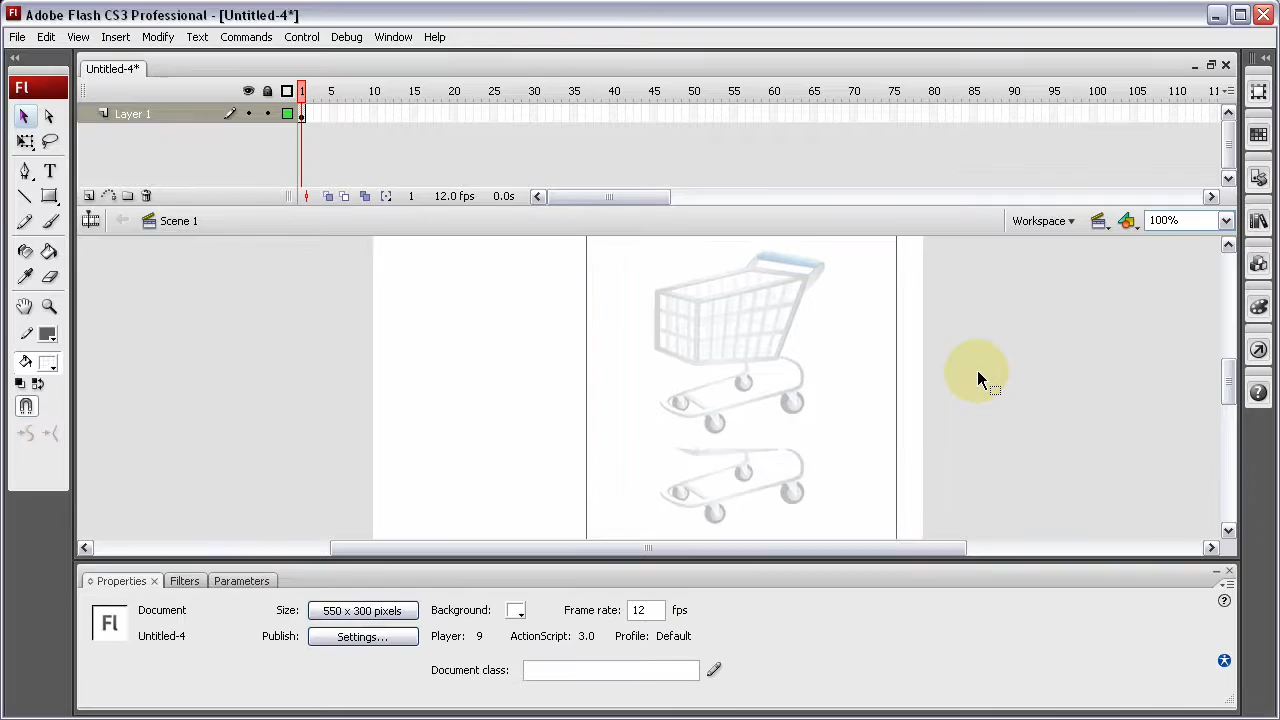 Fl Adobe Flash CS3 Professional - [Untitled-4*]
File Edit View Insert Modify Text Commands Control Debug Window Help
Untitled-4*
Fl
1 5 10 15 20 25 30 35 40 45 50 55 60 65 70 75 80 85 90 95 100 105 110 11
Layer 1
1 12.0 fps 0.0s
Scene 1 Workspace 100%
Properties Filters Parameters
Fl Document Size: 550 x 300 pixels Background: Frame rate: 12 fps
Untitled-4 Publish: Settings... Player: 9 ActionScript: 3.0 Profile: Default
Document class: